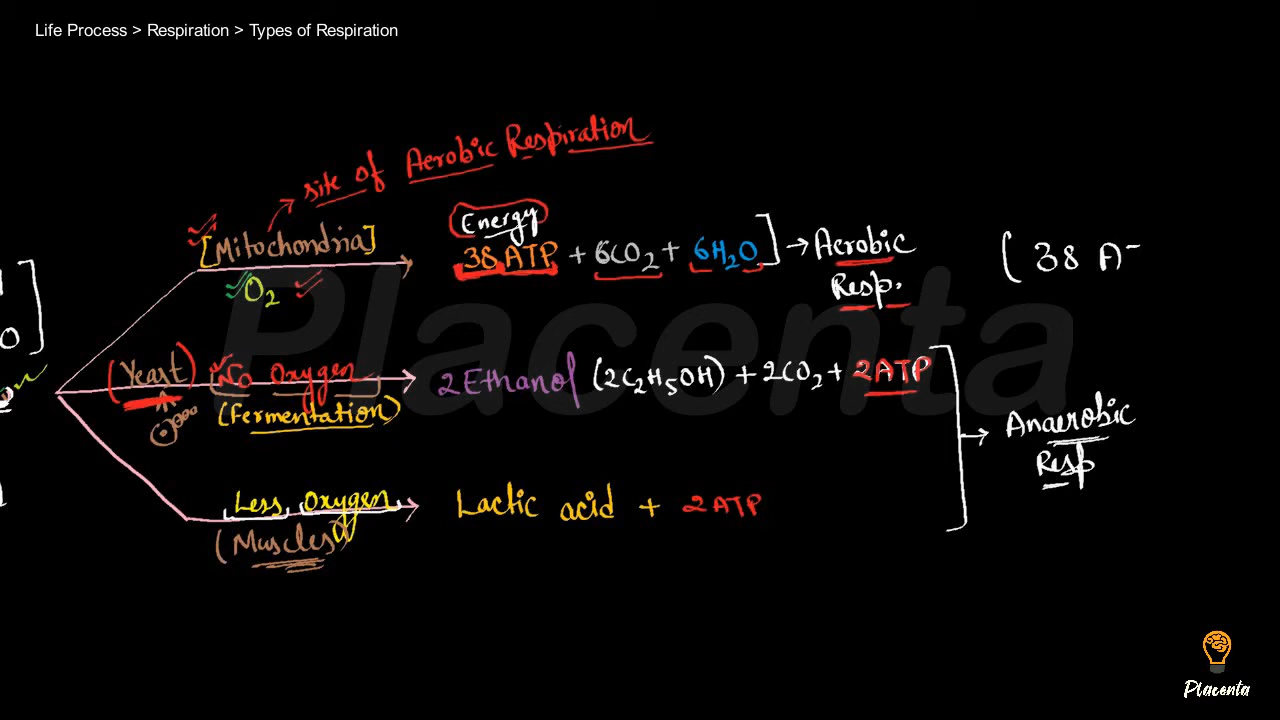 Life Process > Respiration > Types of Respiration
site of Aerobic Respiration
[Mitochondria]
O2
Energy
38 ATP + 6CO2 + 6H2O ] → Aerobic Resp.
( 38 A
(Yeast) No Oxygen
(Fermentation)
2 Ethanol (2C2H5OH) + 2CO2 + 2ATP
Anaerobic
Resp
Less Oxygen
(Muscles)
Lactic acid + 2 ATP
Placenta
Placenta